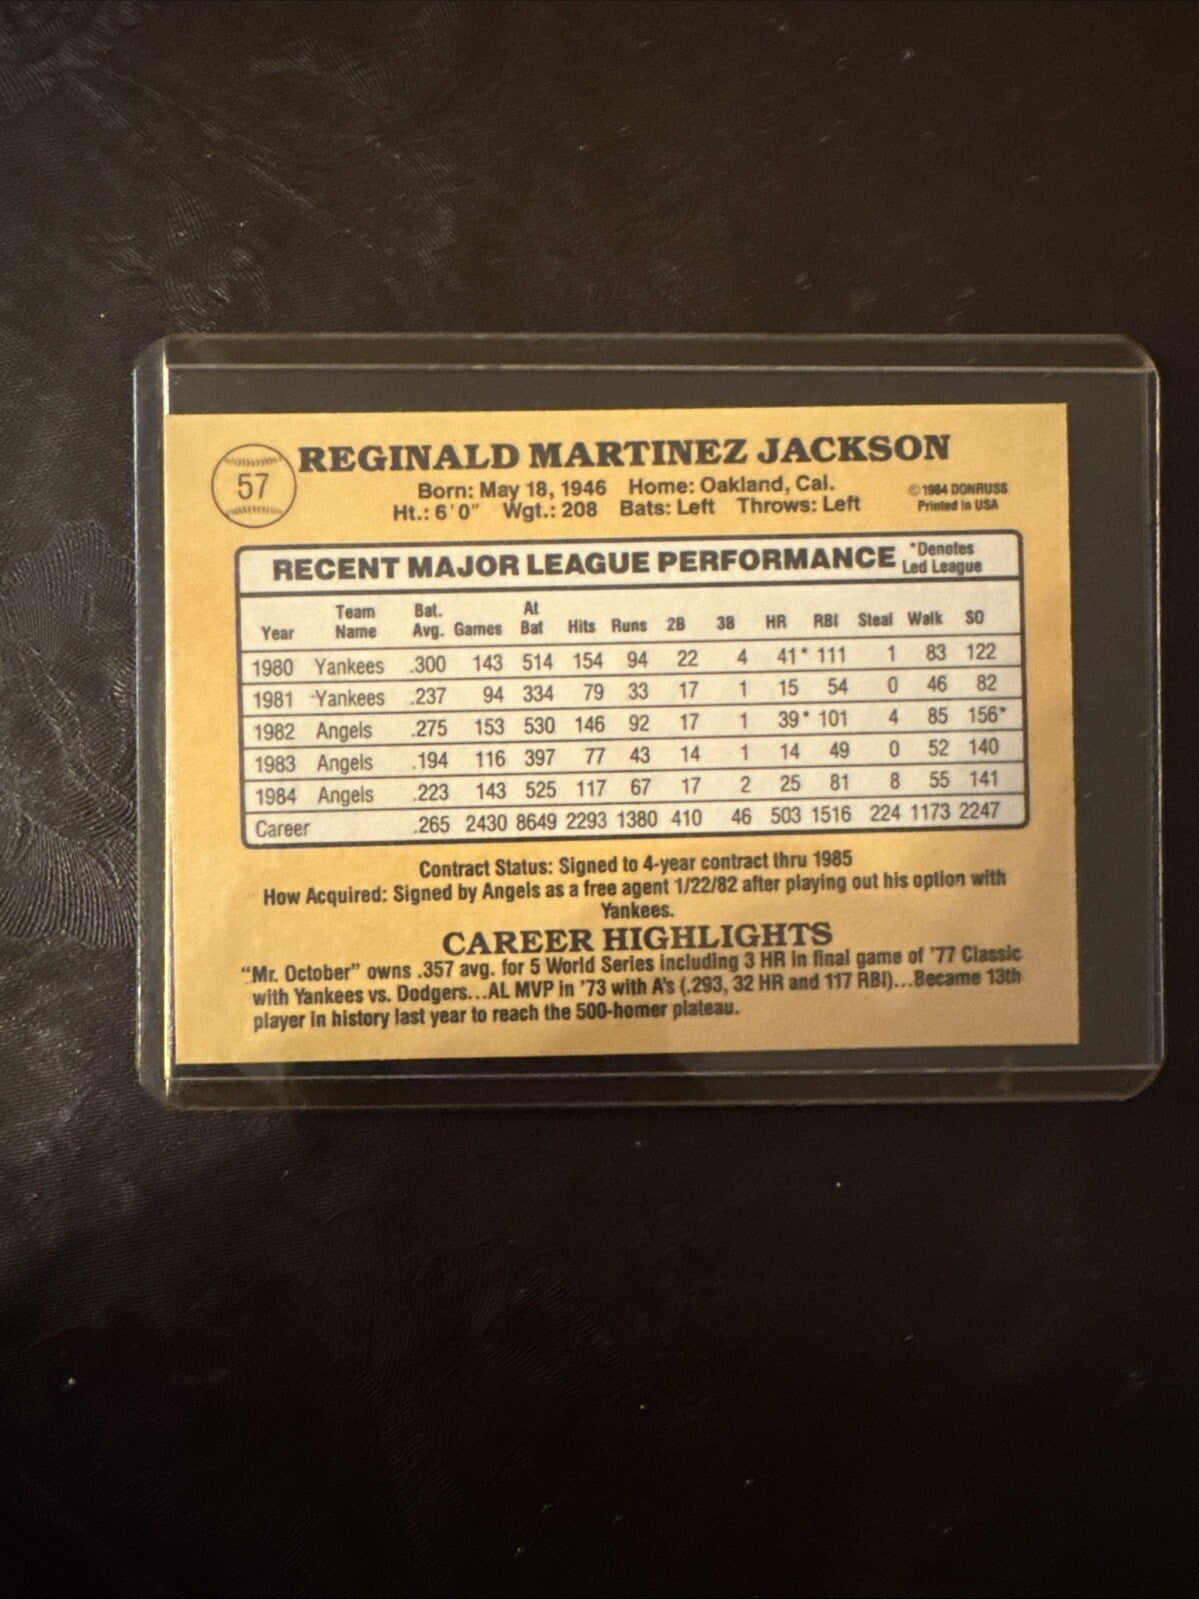 57
REGINALD MARTINEZ JACKSON
Born: May 18, 1946 Home: Oakland, Cal.
Ht.: 6'0" Wgt.: 208 Bats: Left Throws: Left
© 1984 DONRUSS
Printed in USA
RECENT MAJOR LEAGUE PERFORMANCE
*Denotes
Led League
Year Team Name Bat. Avg. Games At Bat Hits Runs 2B 3B HR RBI Steal Walk SO
1980 Yankees .300 143 514 154 94 22 4 41* 111 1 83 122
1981 Yankees .237 94 334 79 33 17 1 15 54 0 46 82
1982 Angels .275 153 530 146 92 17 1 39* 101 4 85 156*
1983 Angels .194 116 397 77 43 14 1 14 49 0 52 140
1984 Angels .223 143 525 117 67 17 2 25 81 8 55 141
Career .265 2430 8649 2293 1380 410 46 503 1516 224 1173 2247
Contract Status: Signed to 4-year contract thru 1985
How Acquired: Signed by Angels as a free agent 1/22/82 after playing out his option with
Yankees.
CAREER HIGHLIGHTS
"Mr. October" owns .357 avg. for 5 World Series including 3 HR in final game of '77 Classic
with Yankees vs. Dodgers...AL MVP in '73 with A's (.293, 32 HR and 117 RBI)...Became 13th
player in history last year to reach the 500-homer plateau.